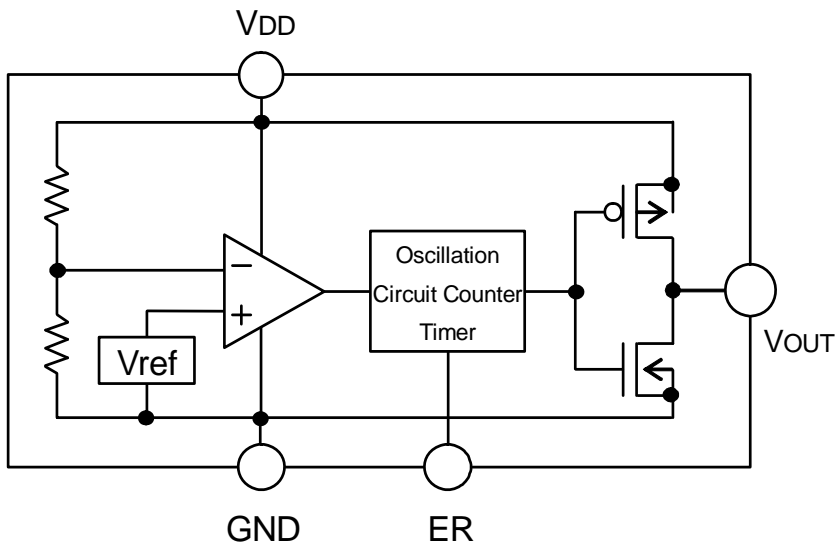 VDD
Oscillation
Circuit Counter
Timer
−
+
Vref
VOUT
GND
ER